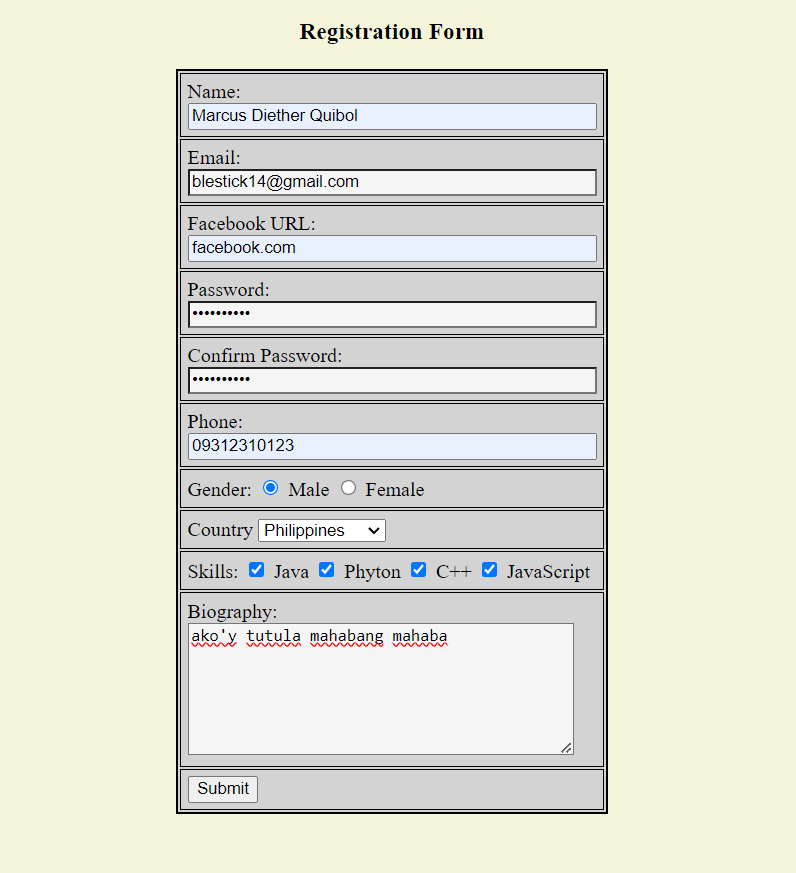 Registration Form
Name:
Marcus Diether Quibol
Email:
blestick14@gmail.com
Facebook URL:
facebook.com
Password:
••••••••••
Confirm Password:
••••••••••
Phone:
09312310123
Gender: Male Female
Country Philippines
Skills: Java Phyton C++ JavaScript
Biography:
ako'y tutula mahabang mahaba
Submit